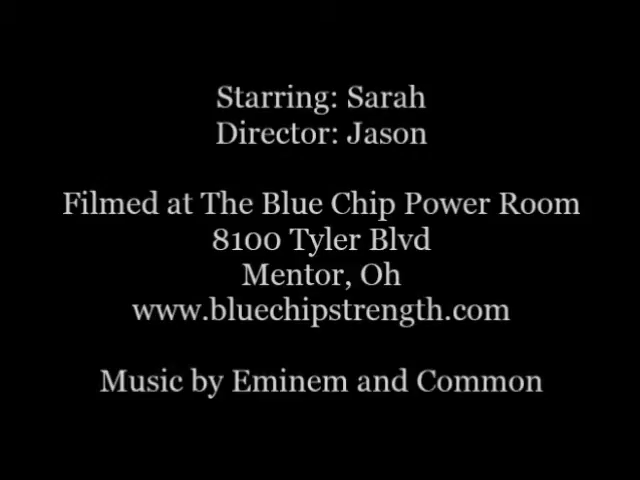 Starring: Sarah
Director: Jason
Filmed at The Blue Chip Power Room
8100 Tyler Blvd
Mentor, Oh
www.bluechipstrength.com
Music by Eminem and Common